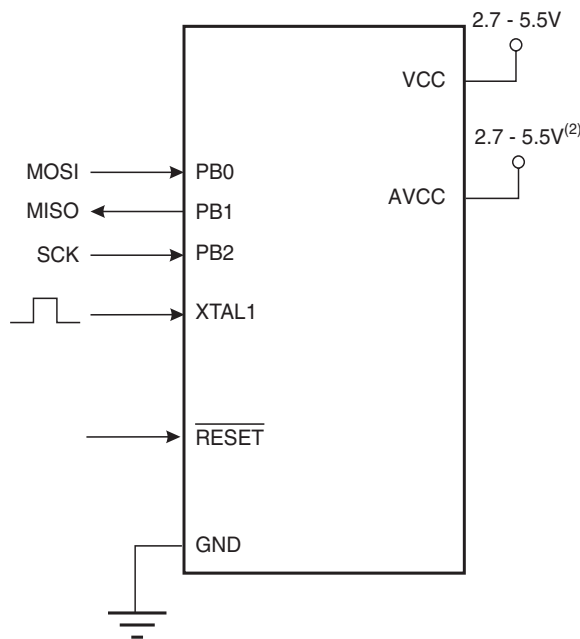 2.7 - 5.5V
VCC
2.7 - 5.5V(2)
MOSI PB0
AVCC
MISO PB1
SCK PB2
XTAL1
RESET
GND